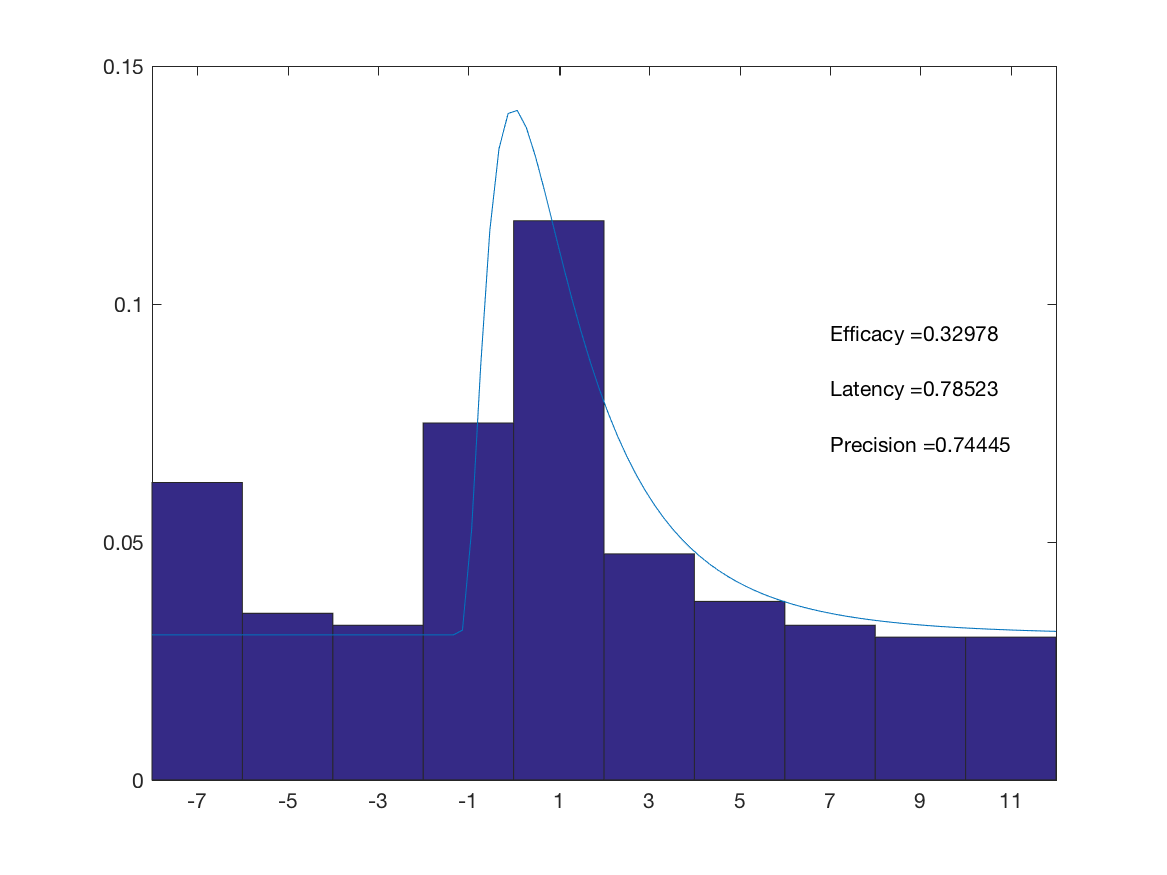 0.15
0.1
0.05
0
Efficacy =0.32978
Latency =0.78523
Precision =0.74445
-7 -5 -3 -1 1 3 5 7 9 11